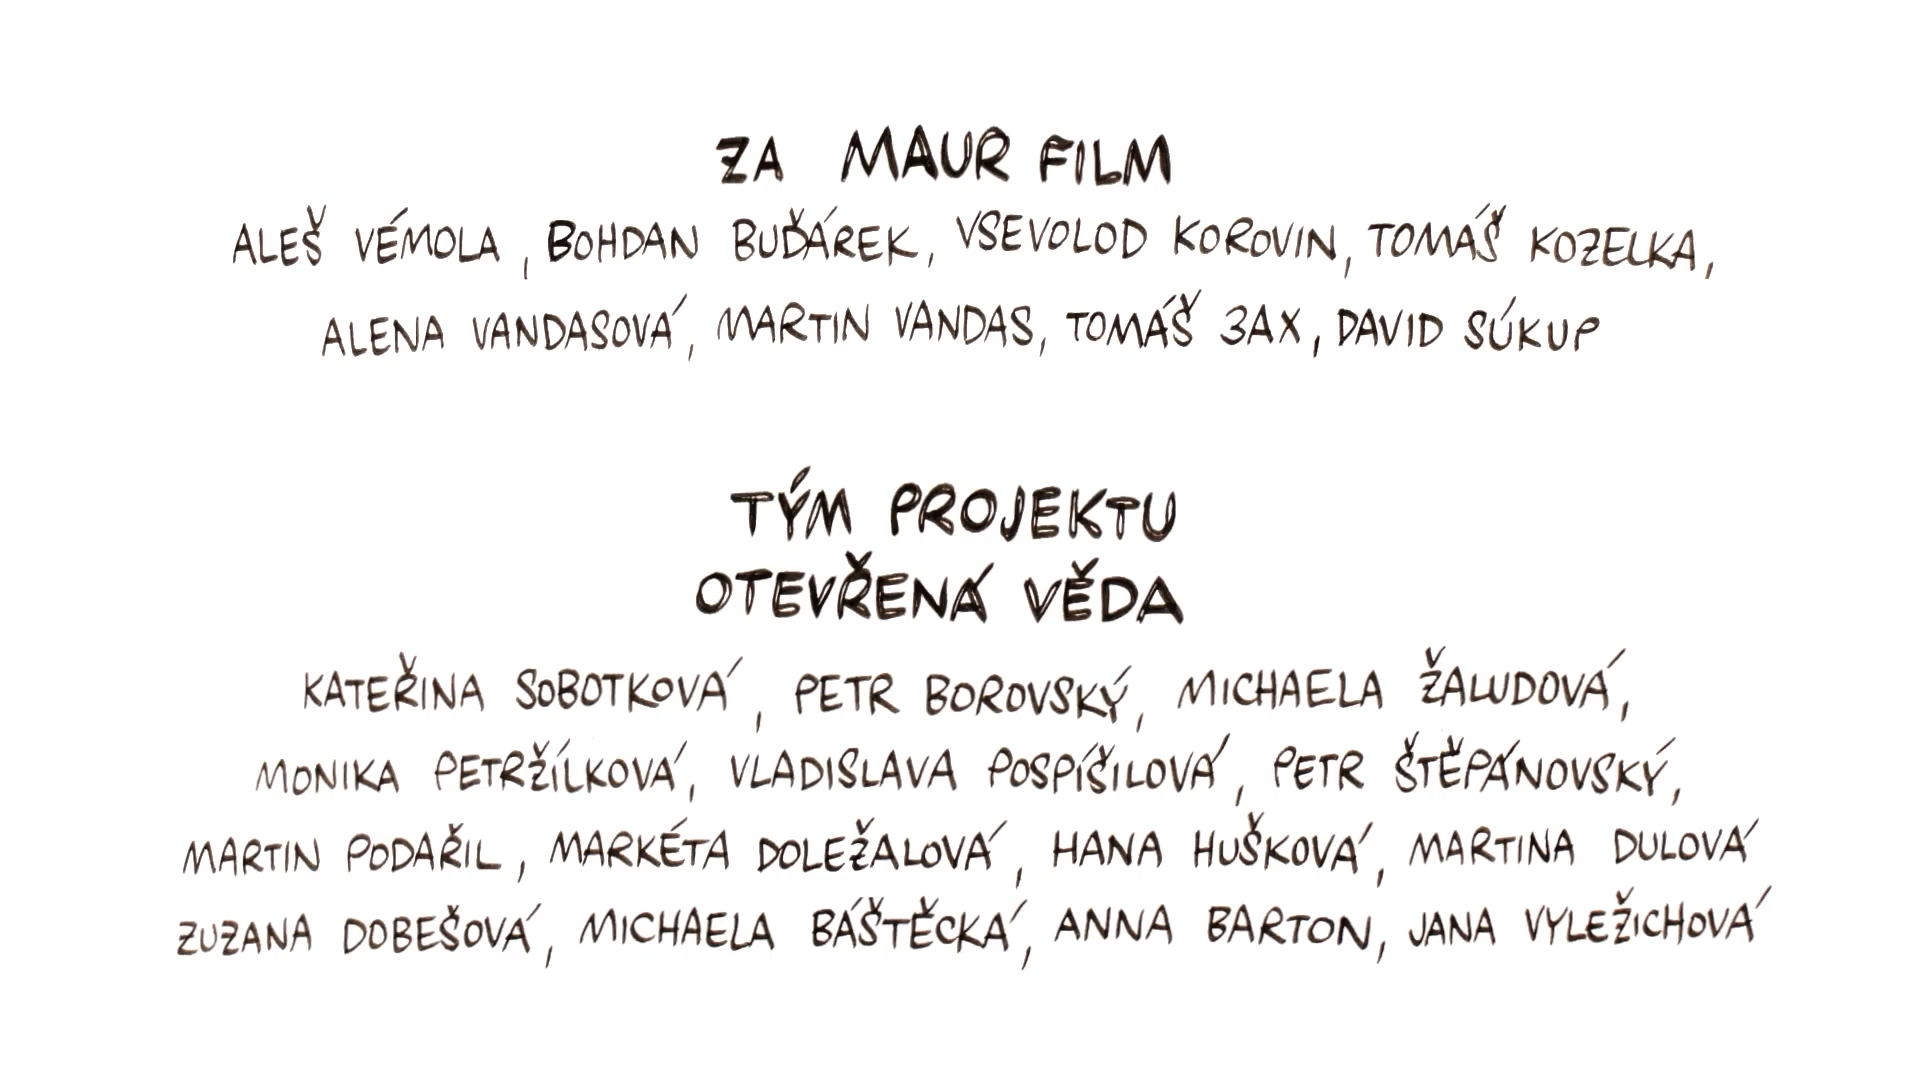 ZA MAUR FILM
ALEŠ VÉMOLA, BOHDAN BUĎÁREK, VSEVOLOD KOROVIN, TOMÁŠ KOZELKA,
ALENA VANDASOVÁ, MARTIN VANDAS, TOMÁŠ 3AX, DAVID SÚKUP
TÝM PROJEKTU
OTEVŘENÁ VĚDA
KATEŘINA SOBOTKOVÁ, PETR BOROVSKÝ, MICHAELA ŽALUDOVÁ,
MONIKA PETRŽÍLKOVÁ, VLADISLAVA POSPÍŠILOVÁ, PETR ŠTĚPÁNOVSKÝ,
MARTIN PODAŘIL, MARKÉTA DOLEŽALOVÁ, HANA HUŠKOVÁ, MARTINA DULOVÁ
ZUZANA DOBEŠOVÁ, MICHAELA BÁŠTĚCKÁ, ANNA BARTON, JANA VYLEŽICHOVÁ